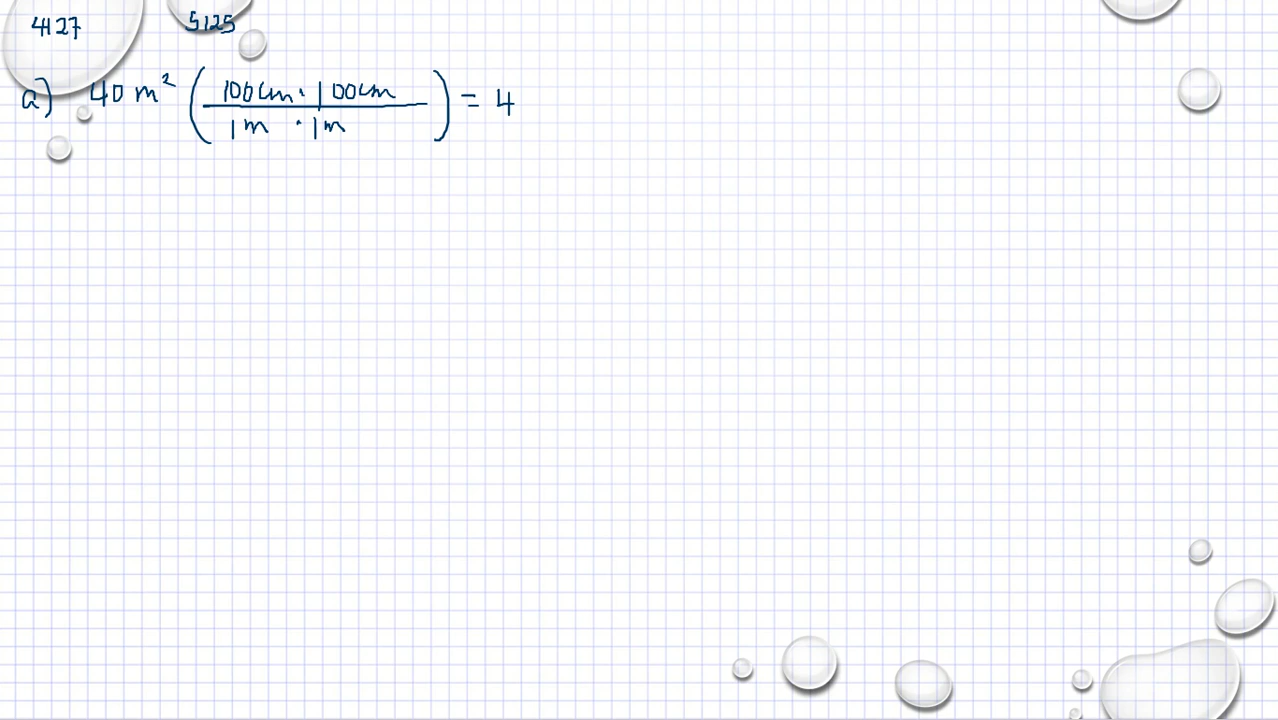 4127 5125
a) 40 m² ( 100cm · 100cm / 1m · 1m ) = 4